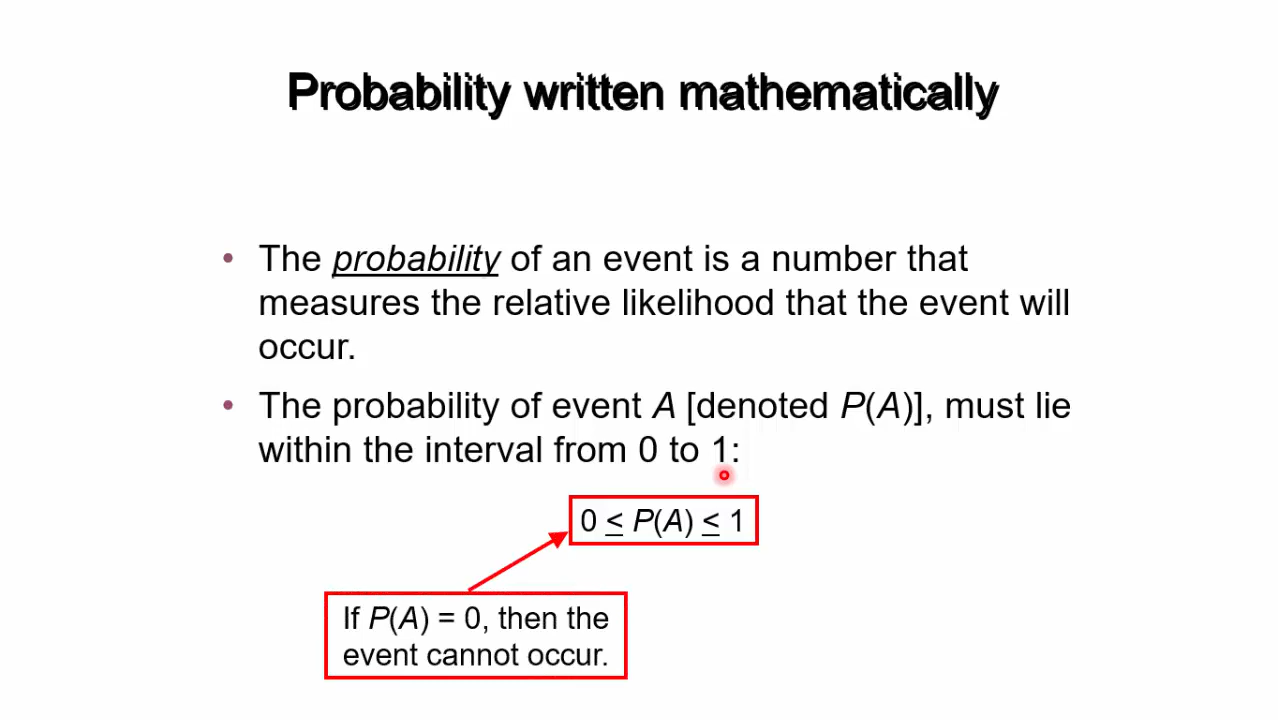 Probability written mathematically
• The probability of an event is a number that
measures the relative likelihood that the event will
occur.
• The probability of event A [denoted P(A)], must lie
within the interval from 0 to 1:
0 ≤ P(A) ≤ 1
If P(A) = 0, then the
event cannot occur.